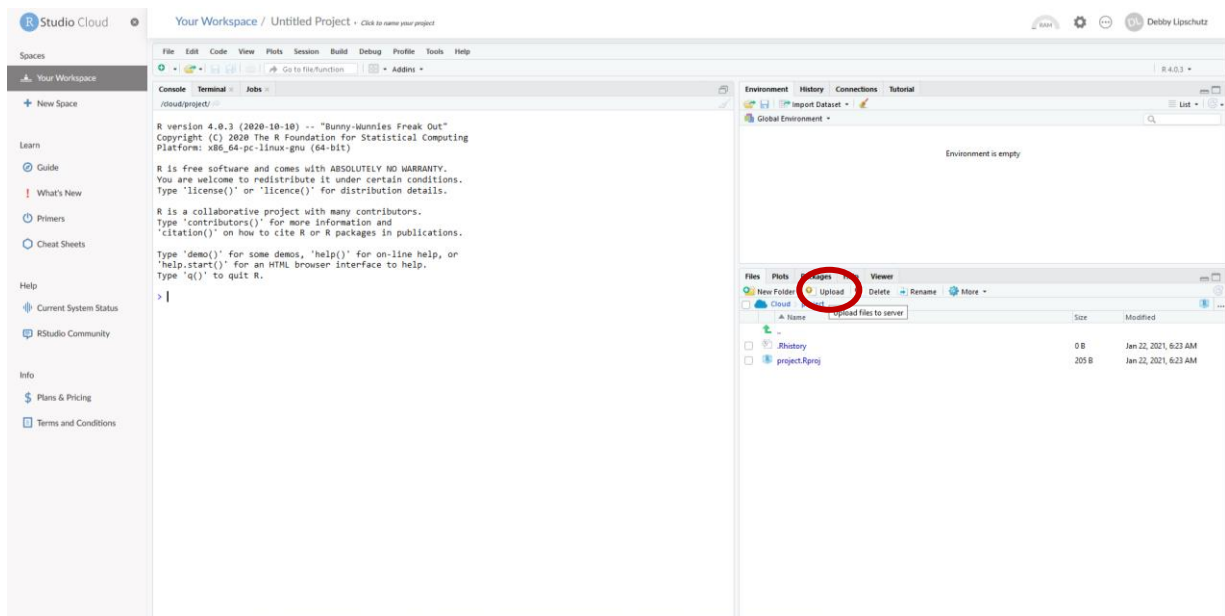 R Studio Cloud
Your Workspace / Untitled Project
Click to name your project
RAM
DL
Debby Lipschutz
Spaces
Your Workspace
New Space
Learn
Guide
What's New
Primers
Cheat Sheets
Help
Current System Status
RStudio Community
Info
Plans & Pricing
Terms and Conditions
File Edit Code View Plots Session Build Debug Profile Tools Help
Go to file/function Addins
R 4.0.3
Console Terminal Jobs
/cloud/project/
R version 4.0.3 (2020-10-10) -- "Bunny-Wunnies Freak Out"
Copyright (C) 2020 The R Foundation for Statistical Computing
Platform: x86_64-pc-linux-gnu (64-bit)
R is free software and comes with ABSOLUTELY NO WARRANTY.
You are welcome to redistribute it under certain conditions.
Type 'license()' or 'licence()' for distribution details.
R is a collaborative project with many contributors.
Type 'contributors()' for more information and
'citation()' on how to cite R or R packages in publications.
Type 'demo()' for some demos, 'help()' for on-line help, or
'help.start()' for an HTML browser interface to help.
Type 'q()' to quit R.
>
Environment History Connections Tutorial
Import Dataset List
Global Environment
Environment is empty
Files Plots Packages Help Viewer
New Folder Upload Delete Rename More
Cloud project
Upload files to server
Name Size Modified
..
.Rhistory 0 B Jan 22, 2021, 6:23 AM
project.Rproj 205 B Jan 22, 2021, 6:23 AM